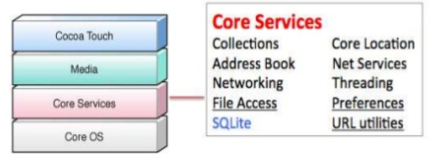 Cocoa Touch
Media
Core Services
Core OS
Core Services
Collections Core Location
Address Book Net Services
Networking Threading
File Access Preferences
SQLite URL utilities